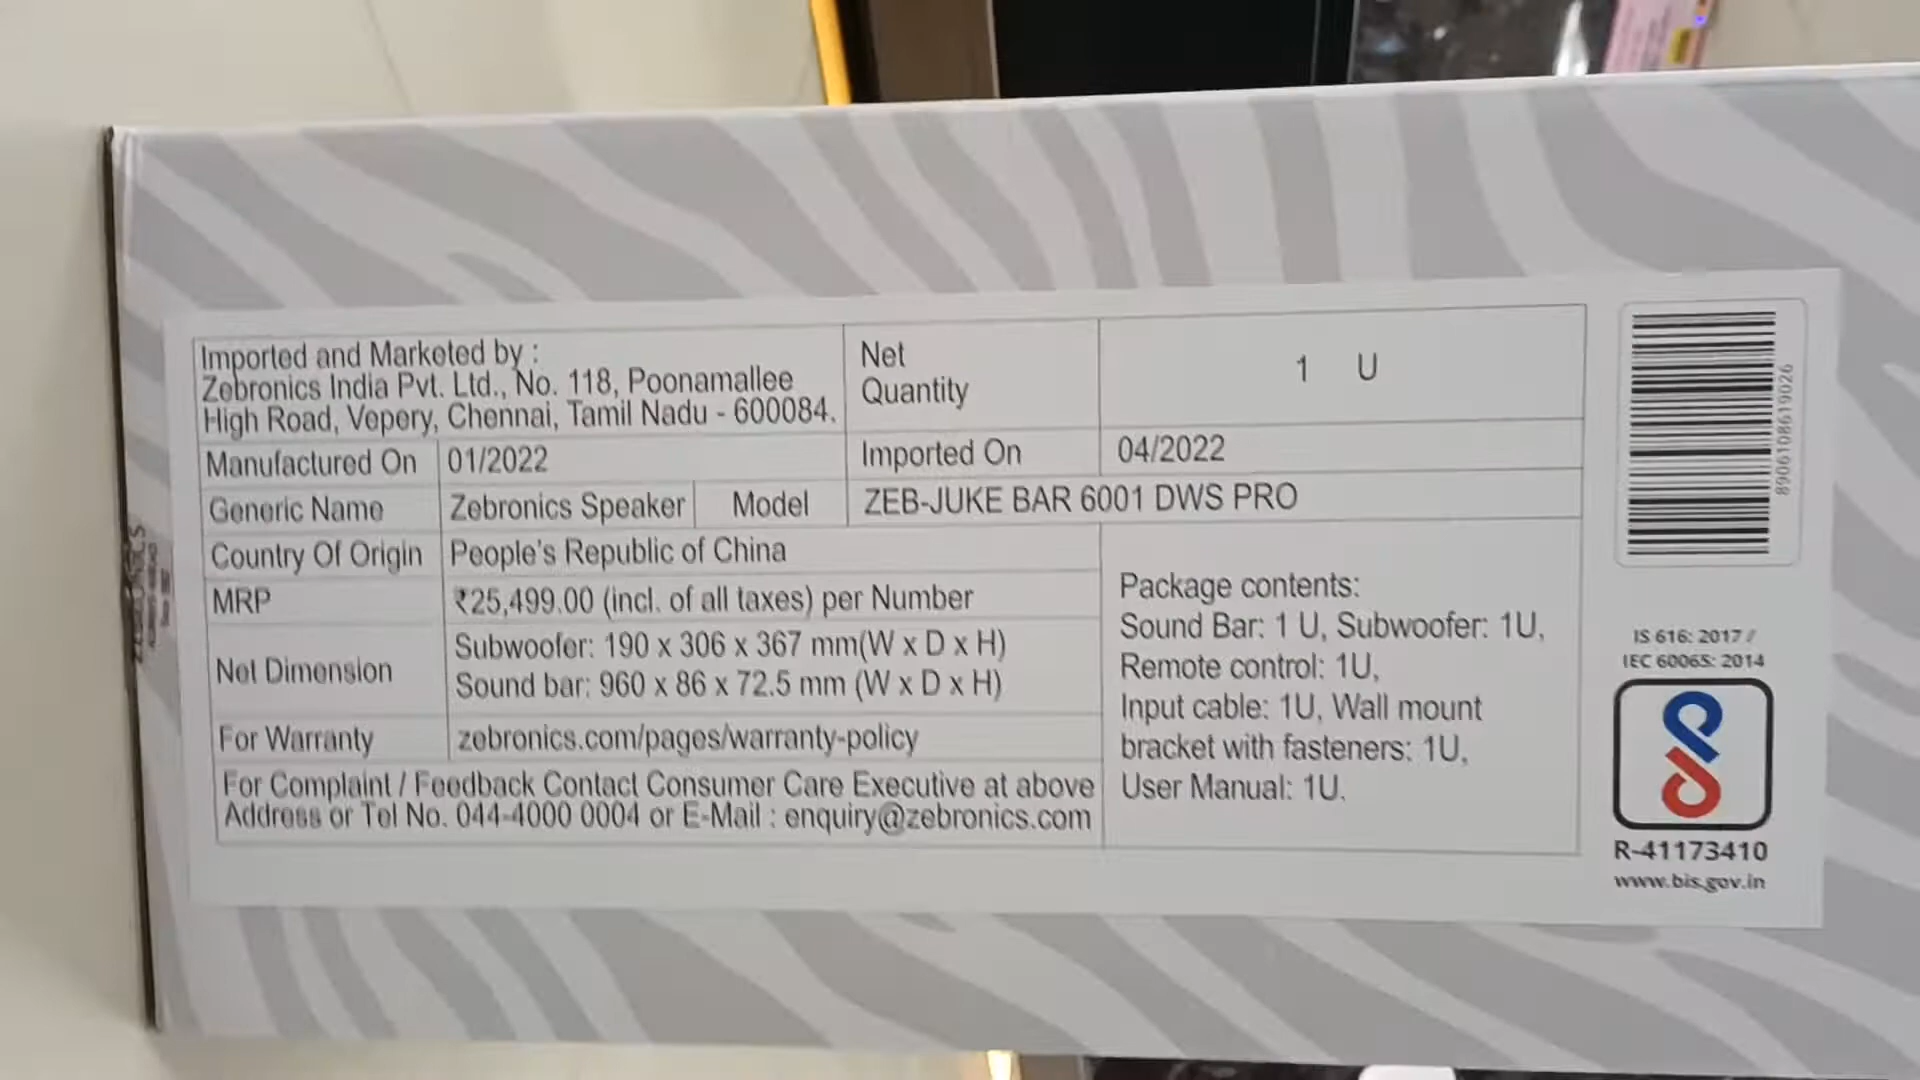 Imported and Marketed by :
Zebronics India Pvt. Ltd., No. 118, Poonamallee
High Road, Vepery, Chennai, Tamil Nadu - 600084.
Net
Quantity
1 U
Manufactured On 01/2022
Imported On 04/2022
Generic Name Zebronics Speaker Model ZEB-JUKE BAR 6001 DWS PRO
Country Of Origin People's Republic of China
MRP ₹25,499.00 (incl. of all taxes) per Number
Net Dimension
Subwoofer: 190 x 306 x 367 mm(W x D x H)
Sound bar: 960 x 86 x 72.5 mm (W x D x H)
For Warranty zebronics.com/pages/warranty-policy
For Complaint / Feedback Contact Consumer Care Executive at above
Address or Tel No. 044-4000 0004 or E-Mail : enquiry@zebronics.com
Package contents:
Sound Bar: 1 U, Subwoofer: 1U,
Remote control: 1U,
Input cable: 1U, Wall mount
bracket with fasteners: 1U,
User Manual: 1U.
8906108619026
IS 616: 2017 /
IEC 60065: 2014
R-41173410
www.bis.gov.in